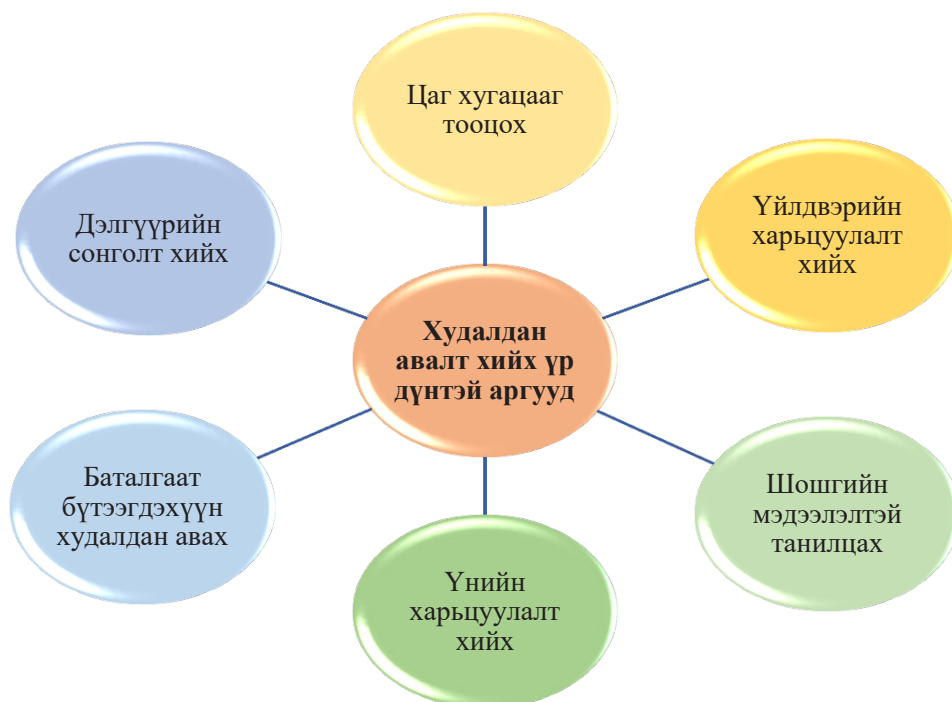 Цаг хугацааг
тооцох
Дэлгүүрийн
сонголт хийх
Үйлдвэрийн
харьцуулалт
хийх
Худалдан
авалт хийх үр
дүнтэй аргууд
Баталгаат
бүтээгдэхүүн
худалдан авах
Шошгийн
мэдээлэлтэй
танилцах
Үнийн
харьцуулалт
хийх